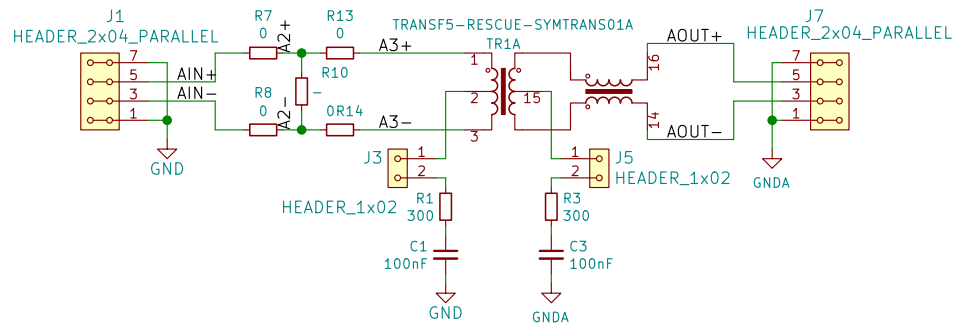 J1
HEADER_2x04_PARALLEL
7
5
3
1
AIN+
AIN-
GND
R7
0
A2+
R13
0
A3+
R10
-
R8
0
A2-
0R14
A3-
TRANSF5-RESCUE-SYMTRANS01A
TR1A
1
2
3
15
16
14
AOUT+
AOUT-
J7
HEADER_2x04_PARALLEL
7
5
3
1
GNDA
J3
1
2
HEADER_1x02
R1
300
C1
100nF
GND
1
2
J5
HEADER_1x02
R3
300
C3
100nF
GNDA